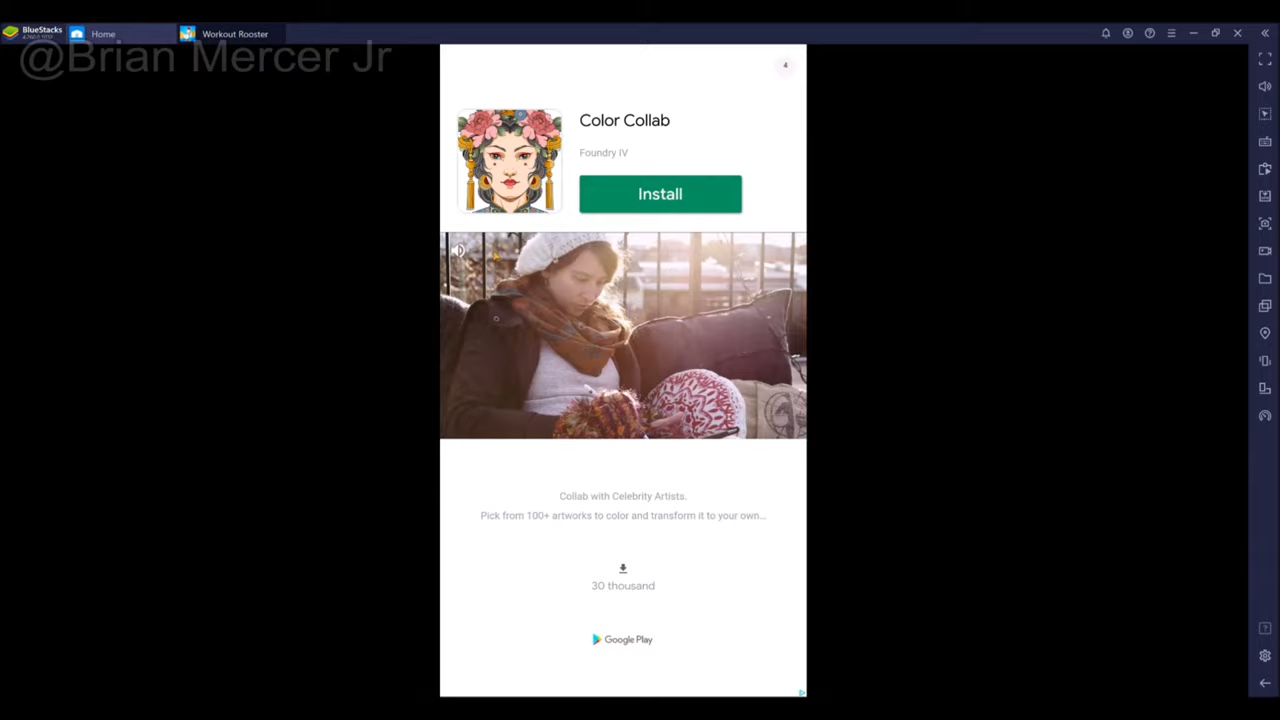 BlueStacks
Home
Workout Rooster
@Brian Mercer Jr
4
Color Collab
Foundry IV
Install
Collab with Celebrity Artists.
Pick from 100+ artworks to color and transform it to your own...
30 thousand
Google Play